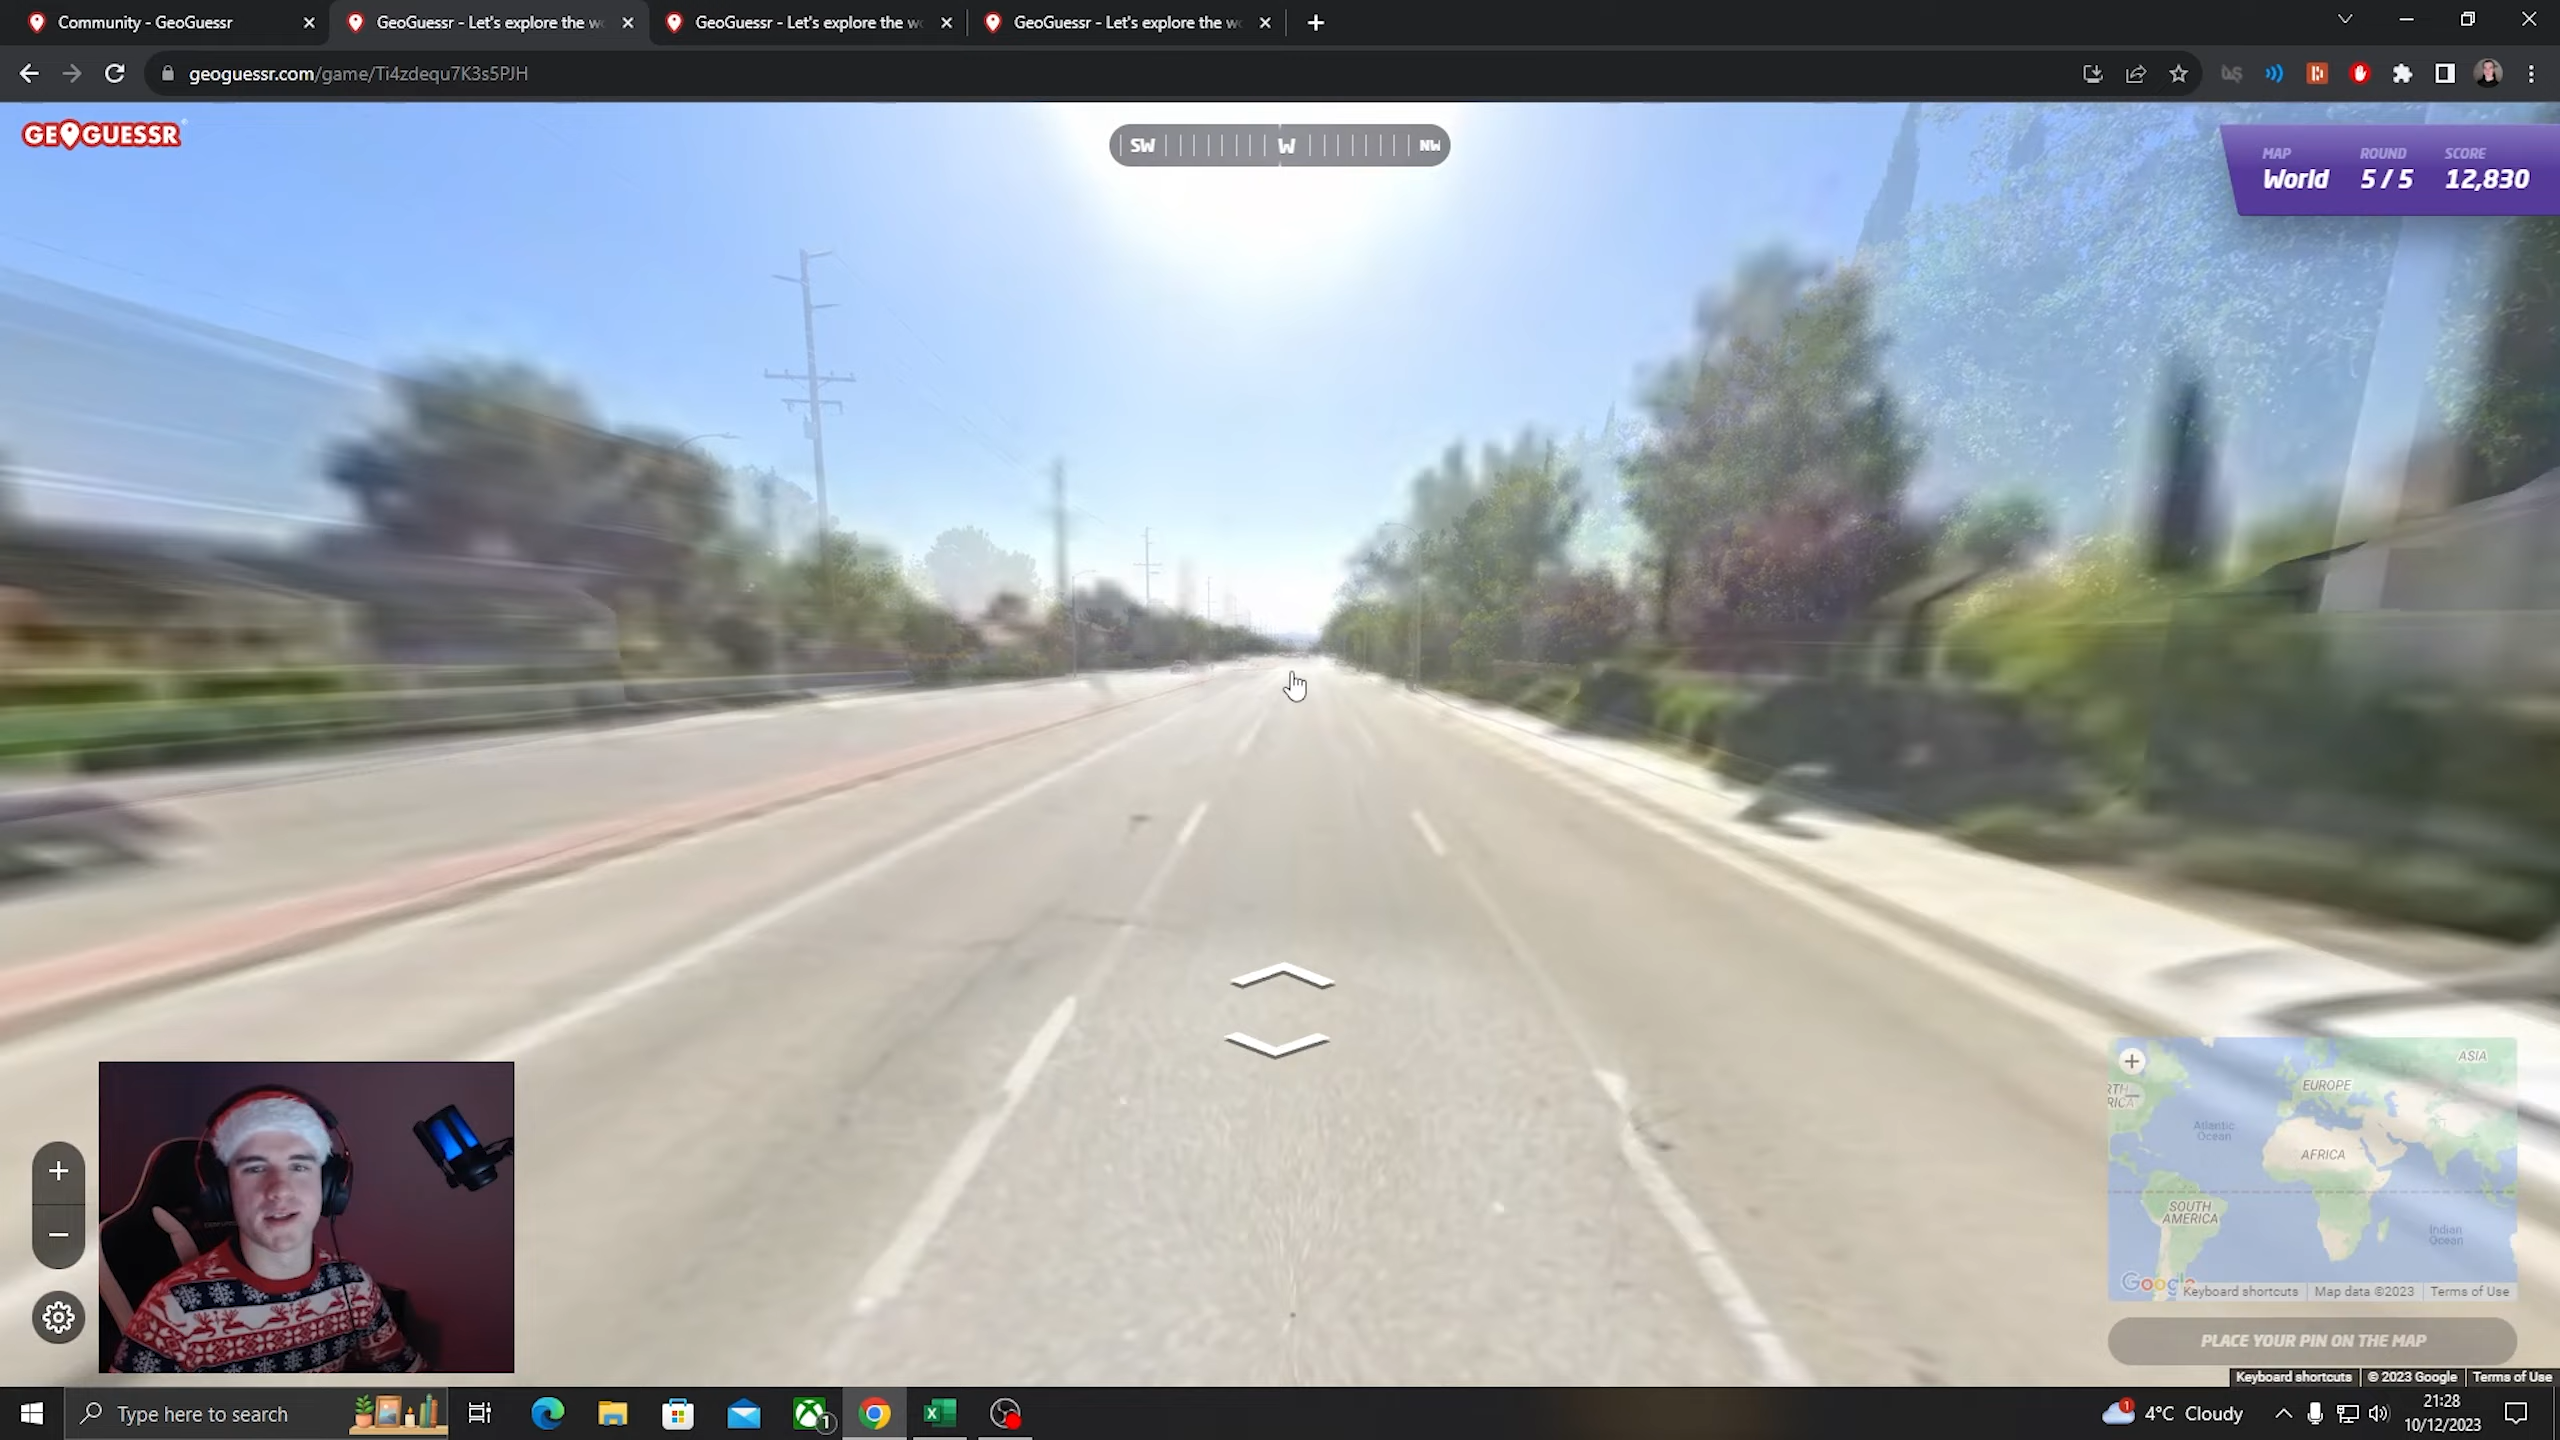 Community - GeoGuessr
GeoGuessr - Let's explore the w
GeoGuessr - Let's explore the w
GeoGuessr - Let's explore the w
geoguessr.com/game/Ti4zdequ7K3s5PJH
GEOGUESSR
SW W NW
MAP ROUND SCORE
World 5 / 5 12,830
ASIA
EUROPE
Atlantic
Ocean
AFRICA
SOUTH
AMERICA
Indian
Ocean
Google
Keyboard shortcuts Map data ©2023 Terms of Use
PLACE YOUR PIN ON THE MAP
Keyboard shortcuts © 2023 Google Terms of Use
Type here to search
1
1
4°C Cloudy
21:28
10/12/2023